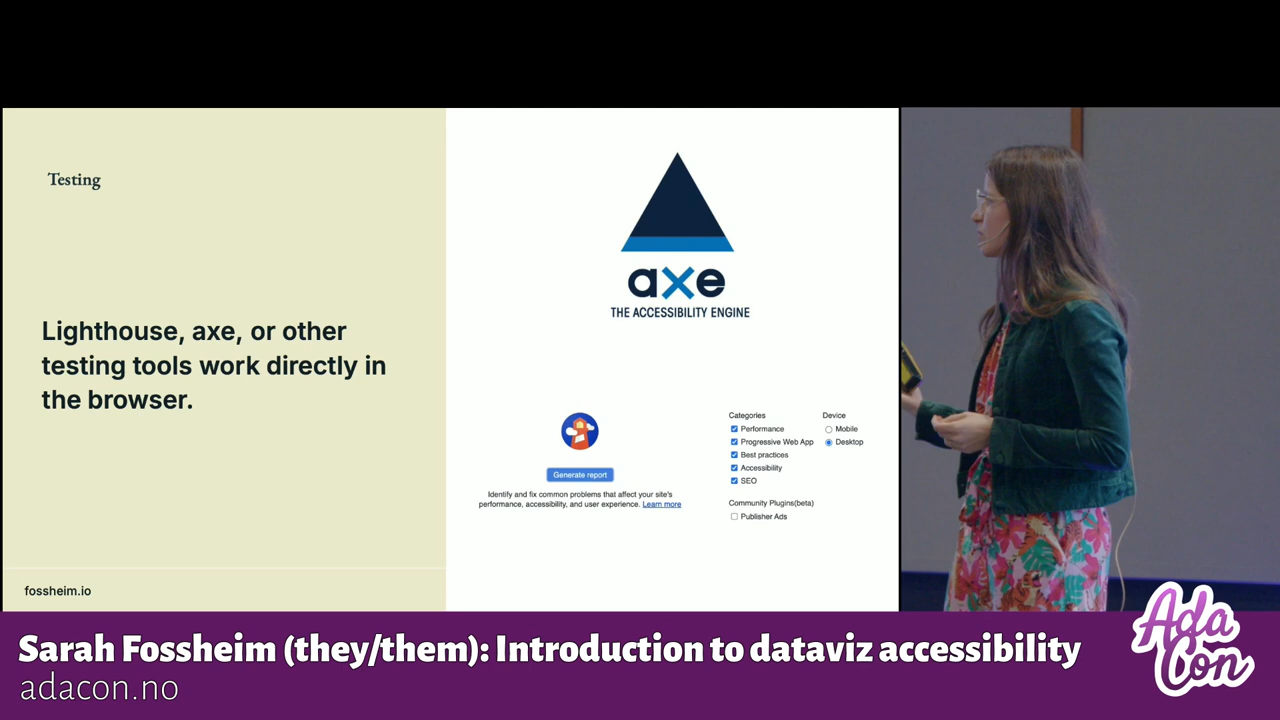 Testing
Lighthouse, axe, or other
testing tools work directly in
the browser.
fossheim.io
axe
THE ACCESSIBILITY ENGINE
Generate report
Identify and fix common problems that affect your site's
performance, accessibility, and user experience. Learn more
Categories
Performance
Progressive Web App
Best practices
Accessibility
SEO
Community Plugins(beta)
Publisher Ads
Device
Mobile
Desktop
Sarah Fossheim (they/them): Introduction to dataviz accessibility
adacon.no
Ada
Con